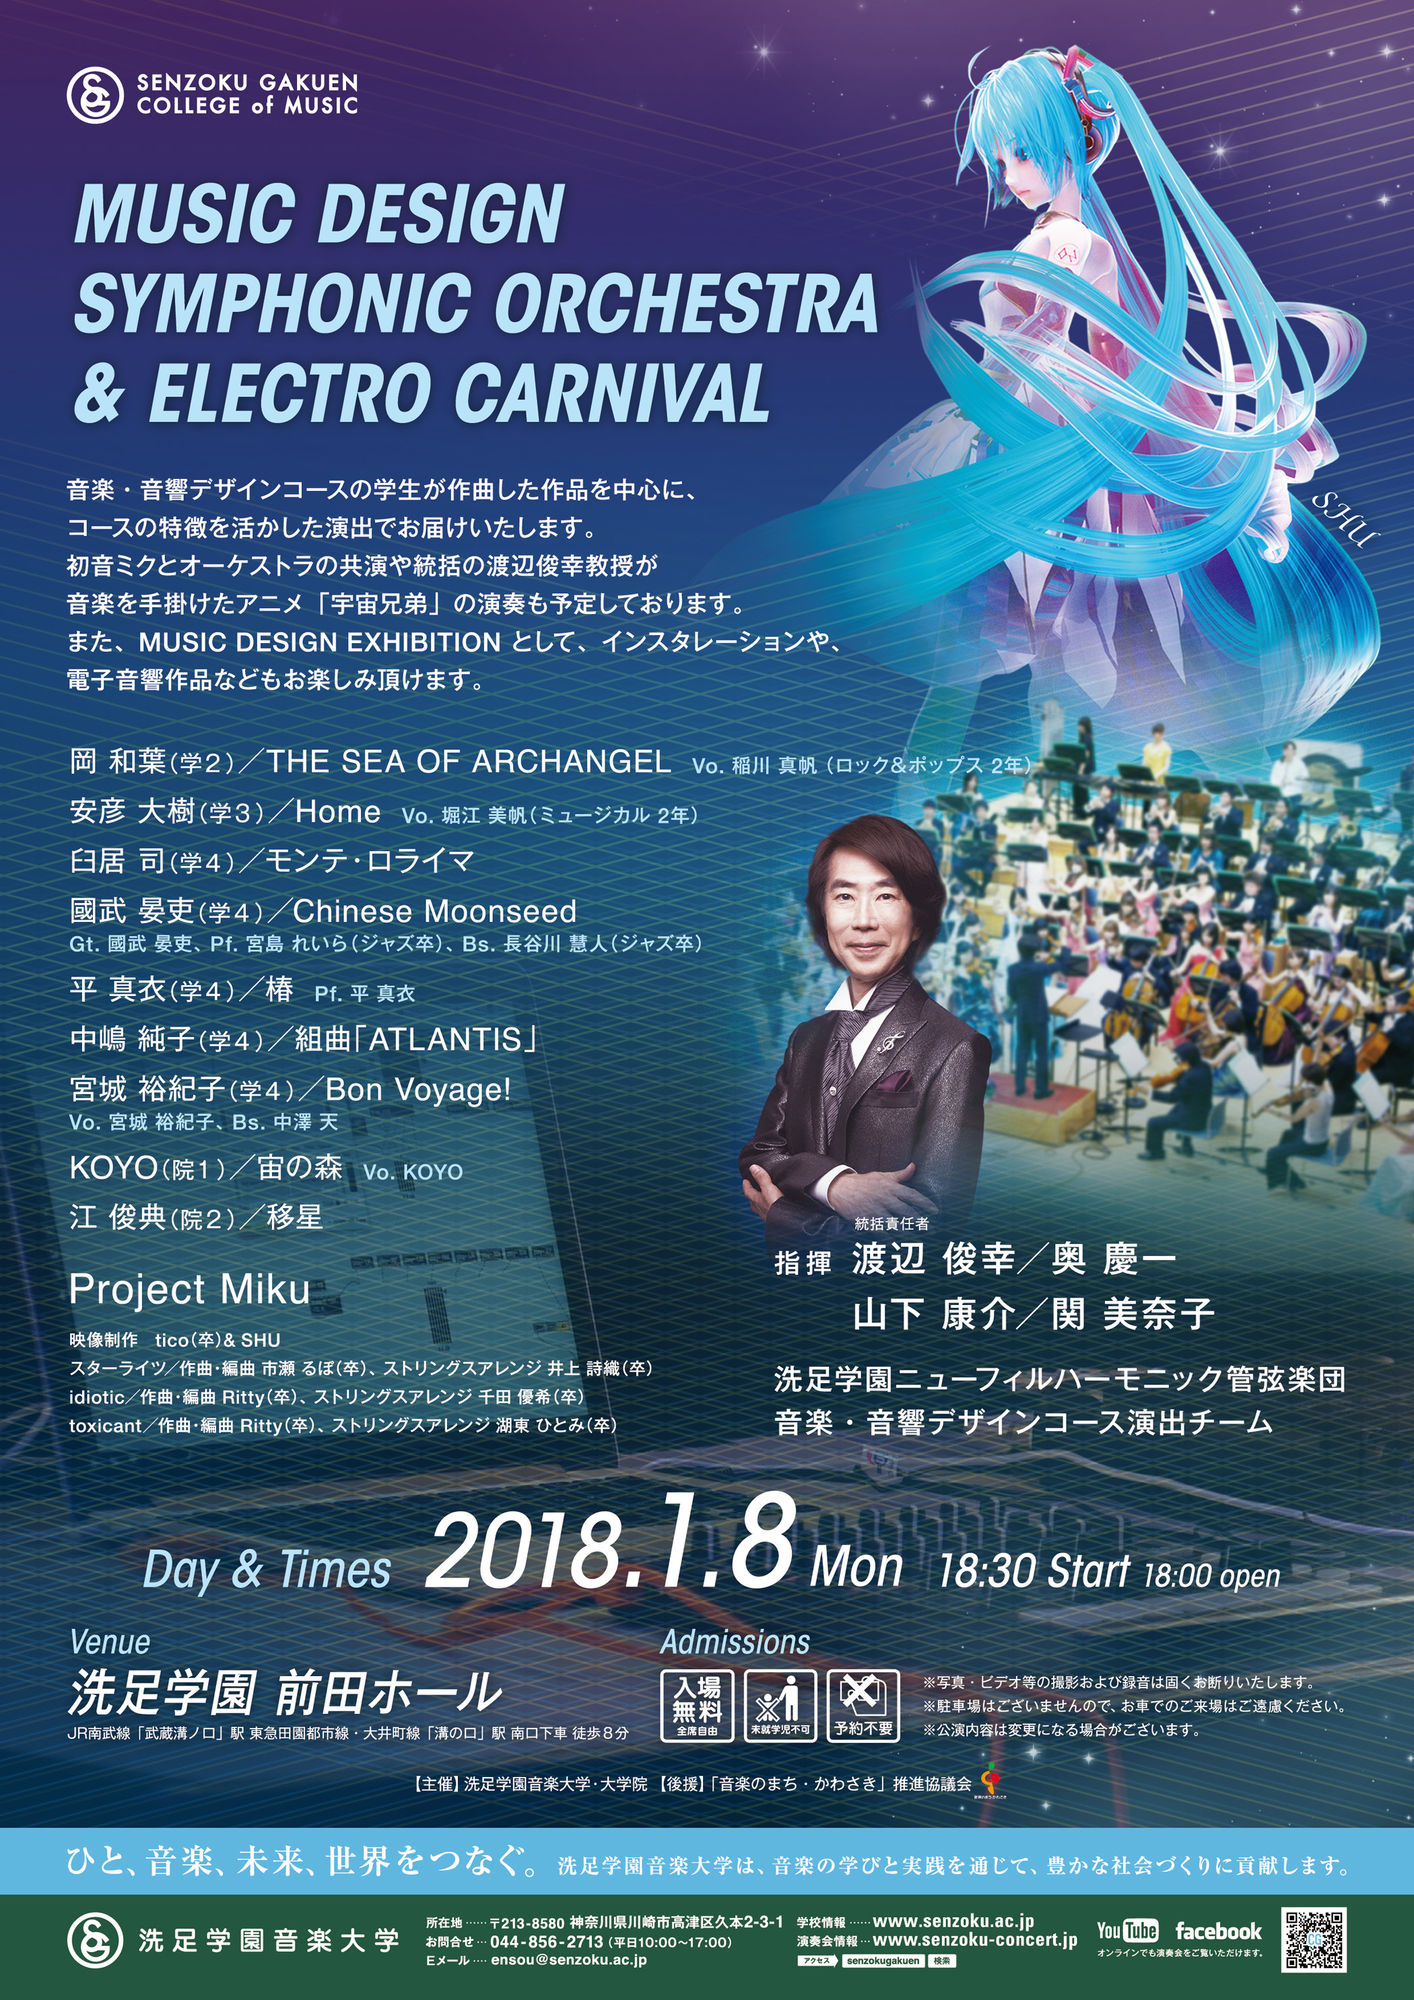 SENZOKU GAKUEN
COLLEGE of MUSIC
MUSIC DESIGN
SYMPHONIC ORCHESTRA
& ELECTRO CARNIVAL
音楽・音響デザインコースの学生が作曲した作品を中心に、
コースの特徴を活かした演出でお届けいたします。
初音ミクとオーケストラの共演や統括の渡辺俊幸教授が
音楽を手掛けたアニメ「宇宙兄弟」の演奏も予定しております。
また、MUSIC DESIGN EXHIBITION として、インスタレーションや、
電子音響作品などもお楽しみ頂けます。
SHU
岡 和葉(学2)／THE SEA OF ARCHANGEL Vo. 稲川 真帆（ロック&ポップス 2年）
安彦 大樹(学3)／Home Vo. 堀江 美帆（ミュージカル 2年）
臼居 司(学4)／モンテ・ロライマ
國武 晏吏(学4)／Chinese Moonseed
Gt. 國武 晏吏、Pf. 宮島 れいら（ジャズ卒）、Bs. 長谷川 慧人（ジャズ卒）
平 真衣(学4)／椿 Pf. 平 真衣
中嶋 純子(学4)／組曲「ATLANTIS」
宮城 裕紀子(学4)／Bon Voyage!
Vo. 宮城 裕紀子、Bs. 中澤 天
KOYO(院1)／宙の森 Vo. KOYO
江 俊典(院2)／移星
Project Miku
映像制作 tico（卒）& SHU
スターライツ／作曲・編曲 市瀬 るぽ（卒）、ストリングスアレンジ 井上 詩織（卒）
idiotic／作曲・編曲 Ritty（卒）、ストリングスアレンジ 千田 優希（卒）
toxicant／作曲・編曲 Ritty（卒）、ストリングスアレンジ 湖東 ひとみ（卒）
統括責任者
指揮 渡辺 俊幸／奥 慶一
山下 康介／関 美奈子
洗足学園ニューフィルハーモニック管弦楽団
音楽・音響デザインコース演出チーム
Day & Times 2018.1.8 Mon 18:30 Start 18:00 open
Venue
洗足学園 前田ホール
JR南武線「武蔵溝ノ口」駅 東急田園都市線・大井町線「溝の口」駅 南口下車 徒歩8分
Admissions
入場
無料
全席自由
未就学児不可
予約不要
※写真・ビデオ等の撮影および録音は固くお断りいたします。
※駐車場はございませんので、お車でのご来場はご遠慮ください。
※公演内容は変更になる場合がございます。
【主催】洗足学園音楽大学・大学院 【後援】「音楽のまち・かわさき」推進協議会
ひと、音楽、未来、世界をつなぐ。 洗足学園音楽大学は、音楽の学びと実践を通じて、豊かな社会づくりに貢献します。
洗足学園音楽大学
所在地……〒213-8580 神奈川県川崎市高津区久本2-3-1
お問合せ…044-856-2713（平日10:00〜17:00）
Eメール…ensou@senzoku.ac.jp
学校情報……www.senzoku.ac.jp
演奏会情報…www.senzoku-concert.jp
アクセス senzokugakuen 検索
YouTube facebook
オンラインでも演奏会をご覧いただけます。
CG